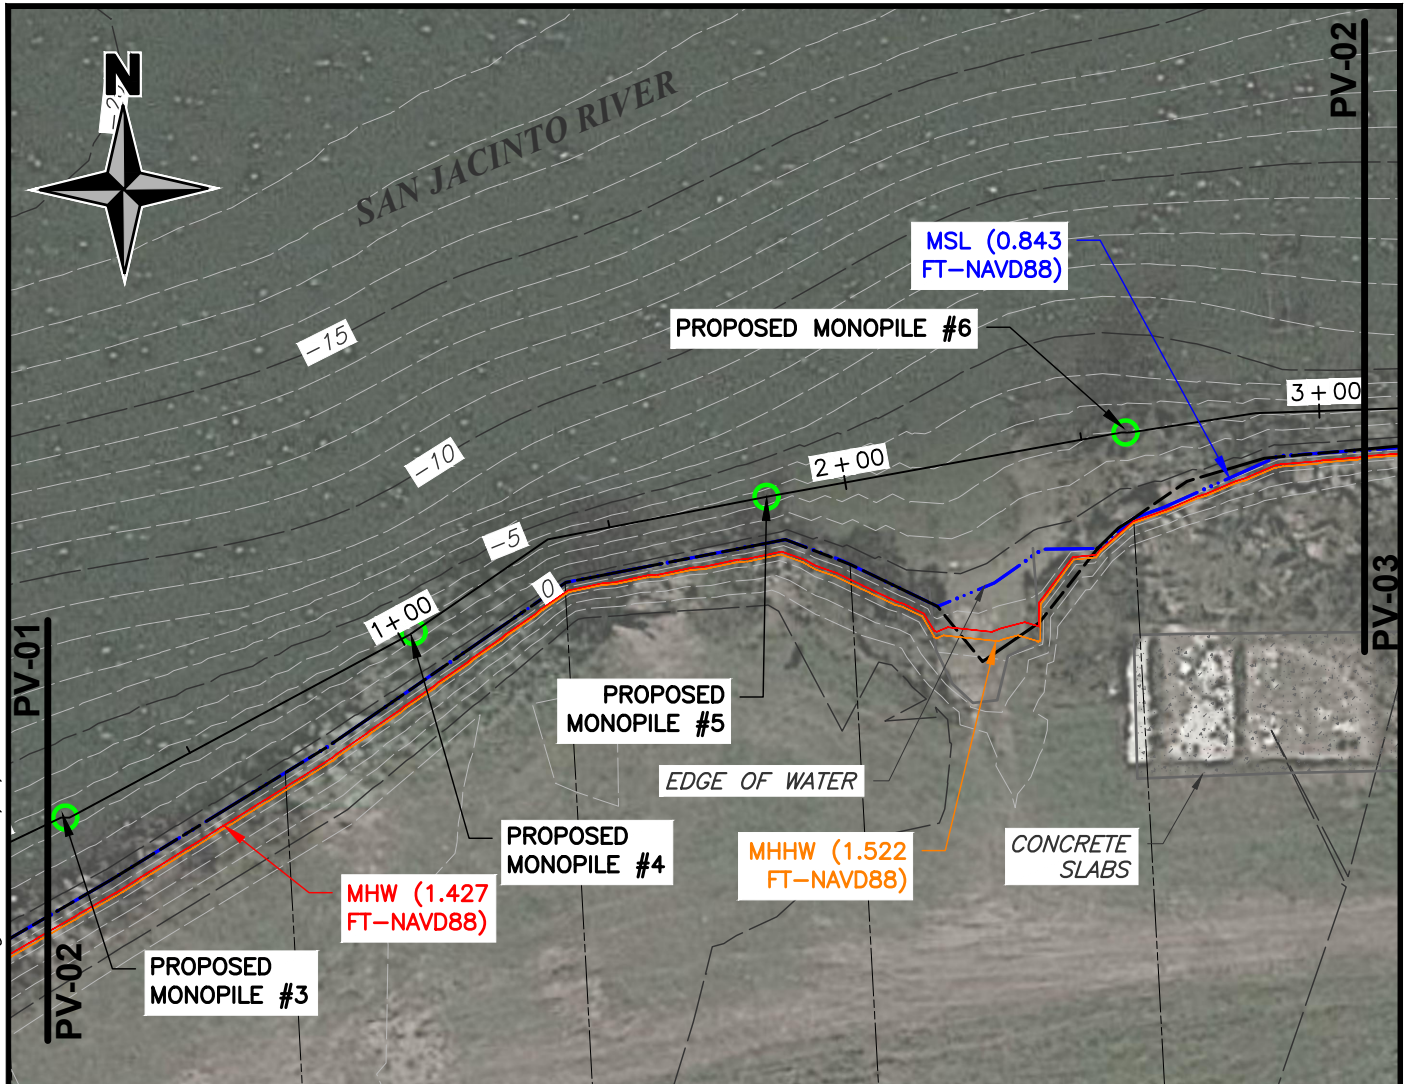 N
-2
SAN JACINTO RIVER
PV-02
MSL (0.843
FT-NAVD88)
PROPOSED MONOPILE #6
-15
3+00
-10
2+00
-5
0
1+00
PV-03
PV-01
PROPOSED
MONOPILE #5
EDGE OF WATER
PROPOSED
MONOPILE #4
MHHW (1.522
FT-NAVD88)
CONCRETE
SLABS
MHW (1.427
FT-NAVD88)
PV-02
PROPOSED
MONOPILE #3